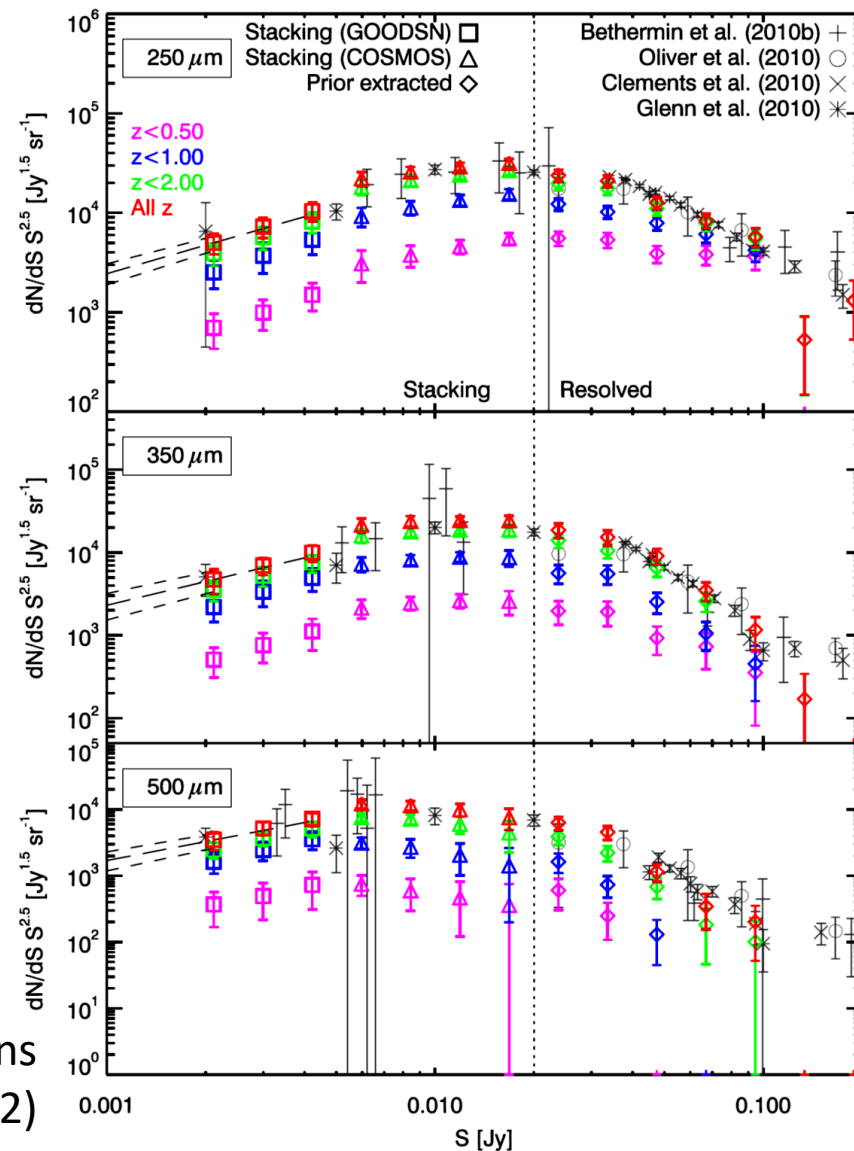 10^6
10^5
10^4
10^3
10^2
dN/dS S^2.5 [Jy^1.5 sr^-1]
250 μm
Stacking (GOODSN)
Stacking (COSMOS)
Prior extracted
Bethermin et al. (2010b)
Oliver et al. (2010)
Clements et al. (2010)
Glenn et al. (2010)
z<0.50
z<1.00
z<2.00
All z
Stacking
Resolved
10^5
10^4
10^3
10^2
dN/dS S^2.5 [Jy^1.5 sr^-1]
350 μm
10^5
10^4
10^3
10^2
10^1
10^0
dN/dS S^2.5 [Jy^1.5 sr^-1]
500 μm
ns
2)
0.001
0.010
0.100
S [Jy]